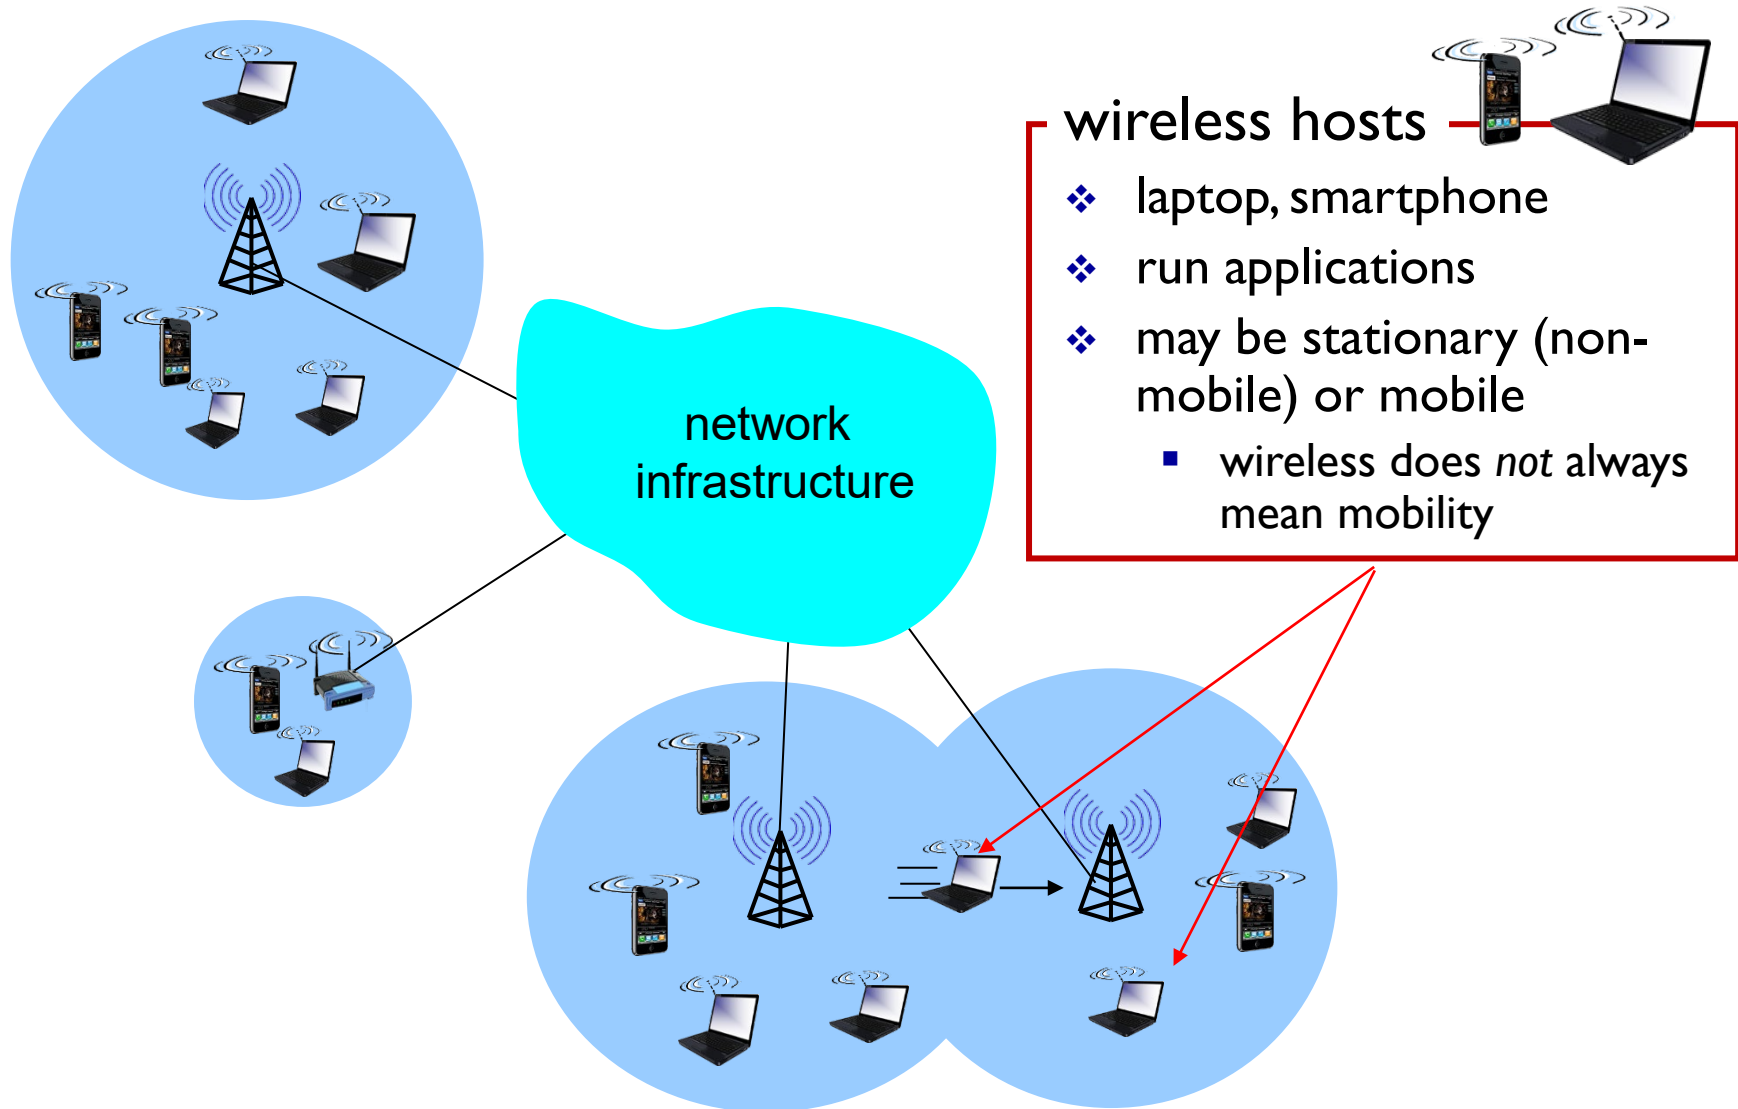 wireless hosts
❖ laptop, smartphone
❖ run applications
❖ may be stationary (non-
mobile) or mobile
▪ wireless does not always
mean mobility
network
infrastructure